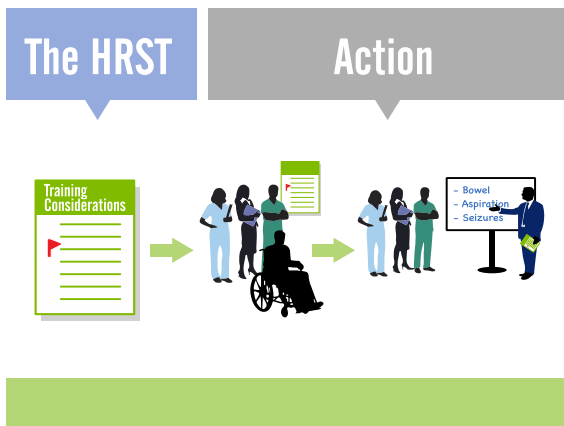 The HRST
Action
Training
Considerations
- Bowel
- Aspiration
- Seizures